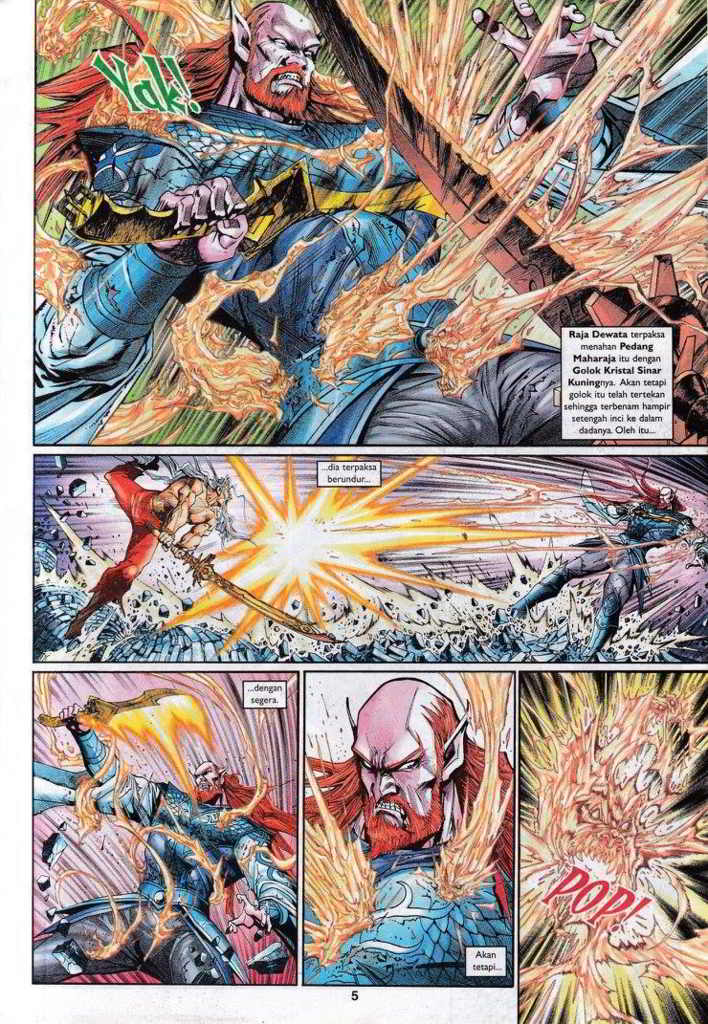 Yak!
Raja Dewata terpaksa
menahan Pedang
Maharaja itu dengan
Golok Kristal Sinar
Kuningnya. Akan tetapi
golok itu telah tertekan
sehingga terbenam hampir
setengah inci ke dalam
dadanya. Oleh itu...
...dia terpaksa
berundur...
...dengan
segera.
Akan
tetapi...
POP!
5